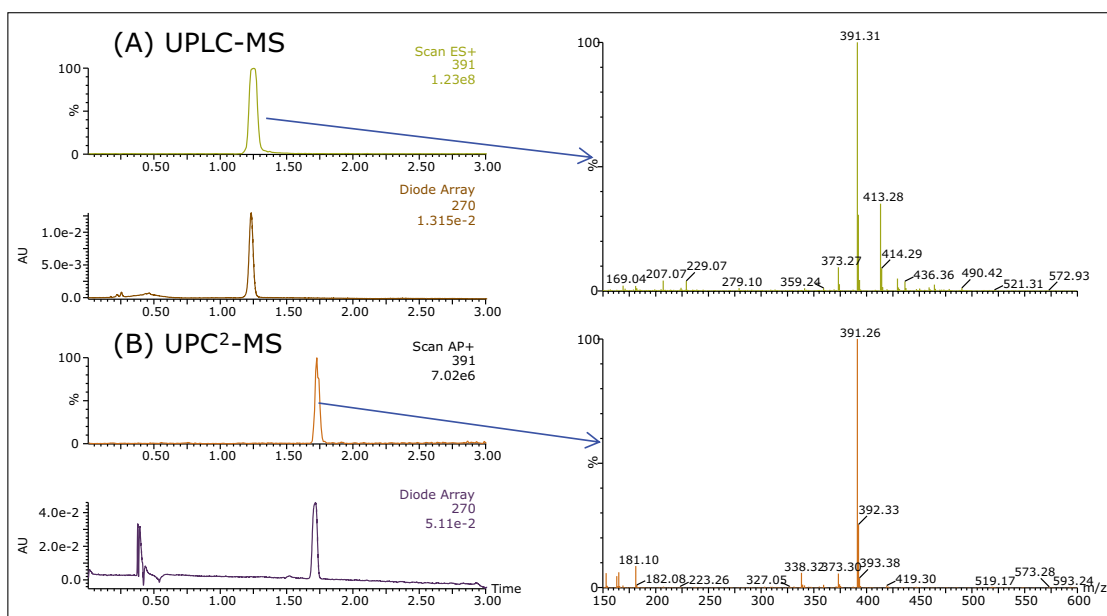 (A) UPLC-MS
Scan ES+
391
1.23e8
100
%
0
0.50 1.00 1.50 2.00 2.50 3.00
Diode Array
270
1.315e-2
AU
1.0e-2
5.0e-3
0.0
0.50 1.00 1.50 2.00 2.50 3.00
(B) UPC²-MS
Scan AP+
391
7.02e6
100
%
0
0.50 1.00 1.50 2.00 2.50 3.00
Diode Array
270
5.11e-2
AU
4.0e-2
2.0e-2
0.0
Time
0.50 1.00 1.50 2.00 2.50 3.00
391.31
100
%
0
413.28
373.27
414.29
169.04 207.07 229.07 279.10 359.24 436.36 490.42 521.31 572.93
391.26
100
%
0
392.33
181.10 338.32 373.30 393.38
182.08 223.26 327.05 419.30 519.17 573.28 593.24
m/z
150 200 250 300 350 400 450 500 550 600